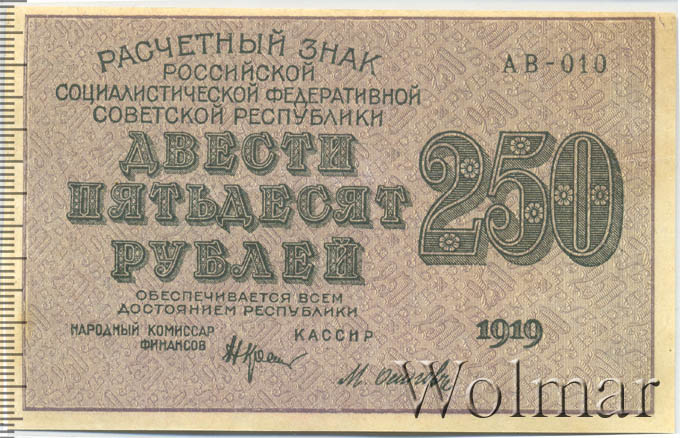 РАСЧЕТНЫЙ ЗНАК
РОССИЙСКОЙ
СОЦИАЛИСТИЧЕСКОЙ ФЕДЕРАТИВНОЙ
СОВЕТСКОЙ РЕСПУБЛИКИ
АВ-010
ДВЕСТИ
ПЯТЬДЕСЯТ
РУБЛЕЙ
250
ОБЕСПЕЧИВАЕТСЯ ВСЕМ
ДОСТОЯНИЕМ РЕСПУБЛИКИ
НАРОДНЫЙ КОМИССАР
ФИНАНСОВ
КАССИР
1919
Wolmar